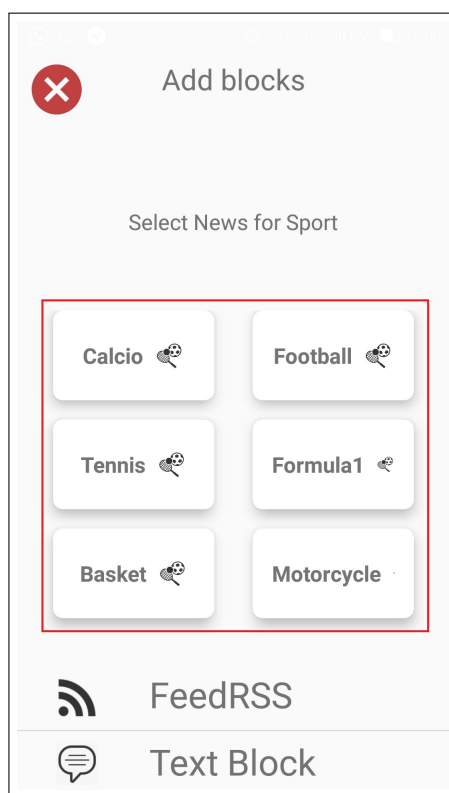 Add blocks
Select News for Sport
Calcio Football
Tennis Formula1
Basket Motorcycle
FeedRSS
Text Block